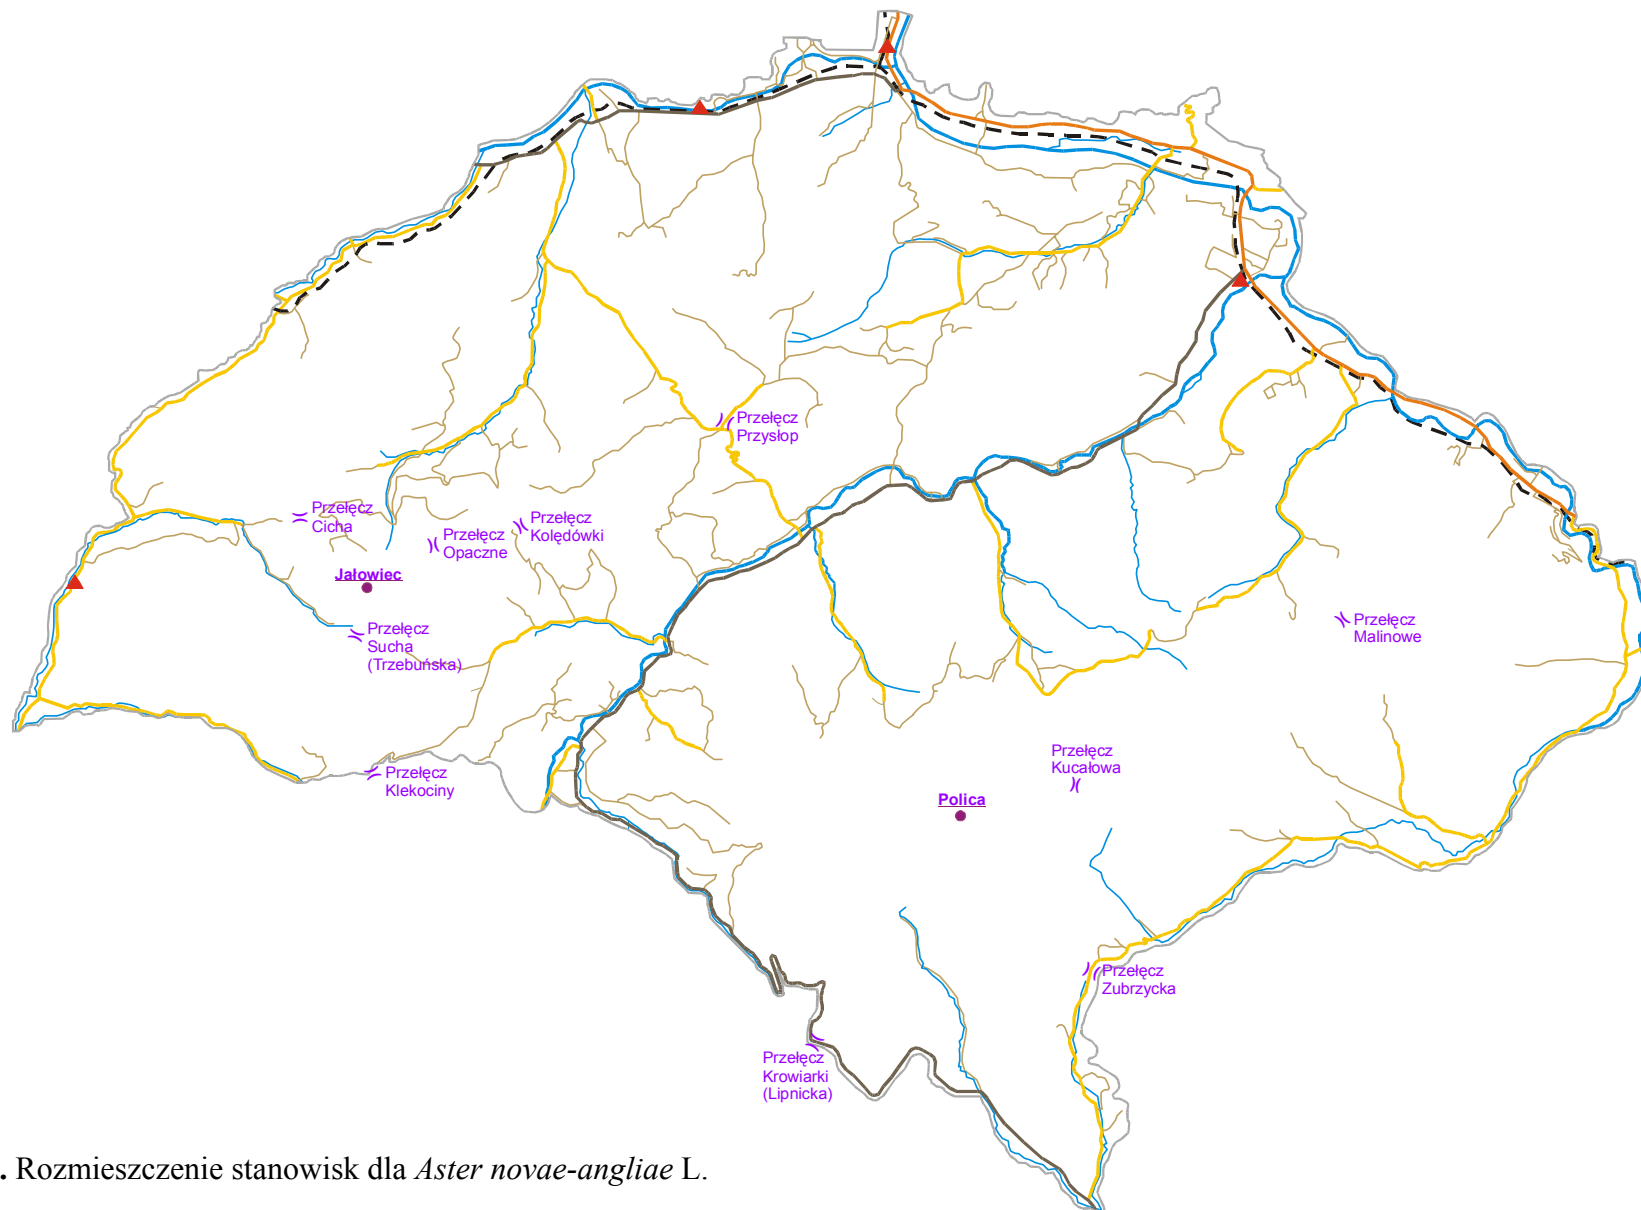 Przełęcz
Przysłop
Przełęcz
Cicha
Przełęcz
Kolędówki
Przełęcz
Opaczne
Jałowiec
Przełęcz
Sucha
(Trzebuńska)
Przełęcz
Malinowe
Przełęcz
Klekociny
Przełęcz
Kucałowa
Polica
Przełęcz
Zubrzycka
Przełęcz
Krowiarki
(Lipnicka)
. Rozmieszczenie stanowisk dla Aster novae-angliae L.